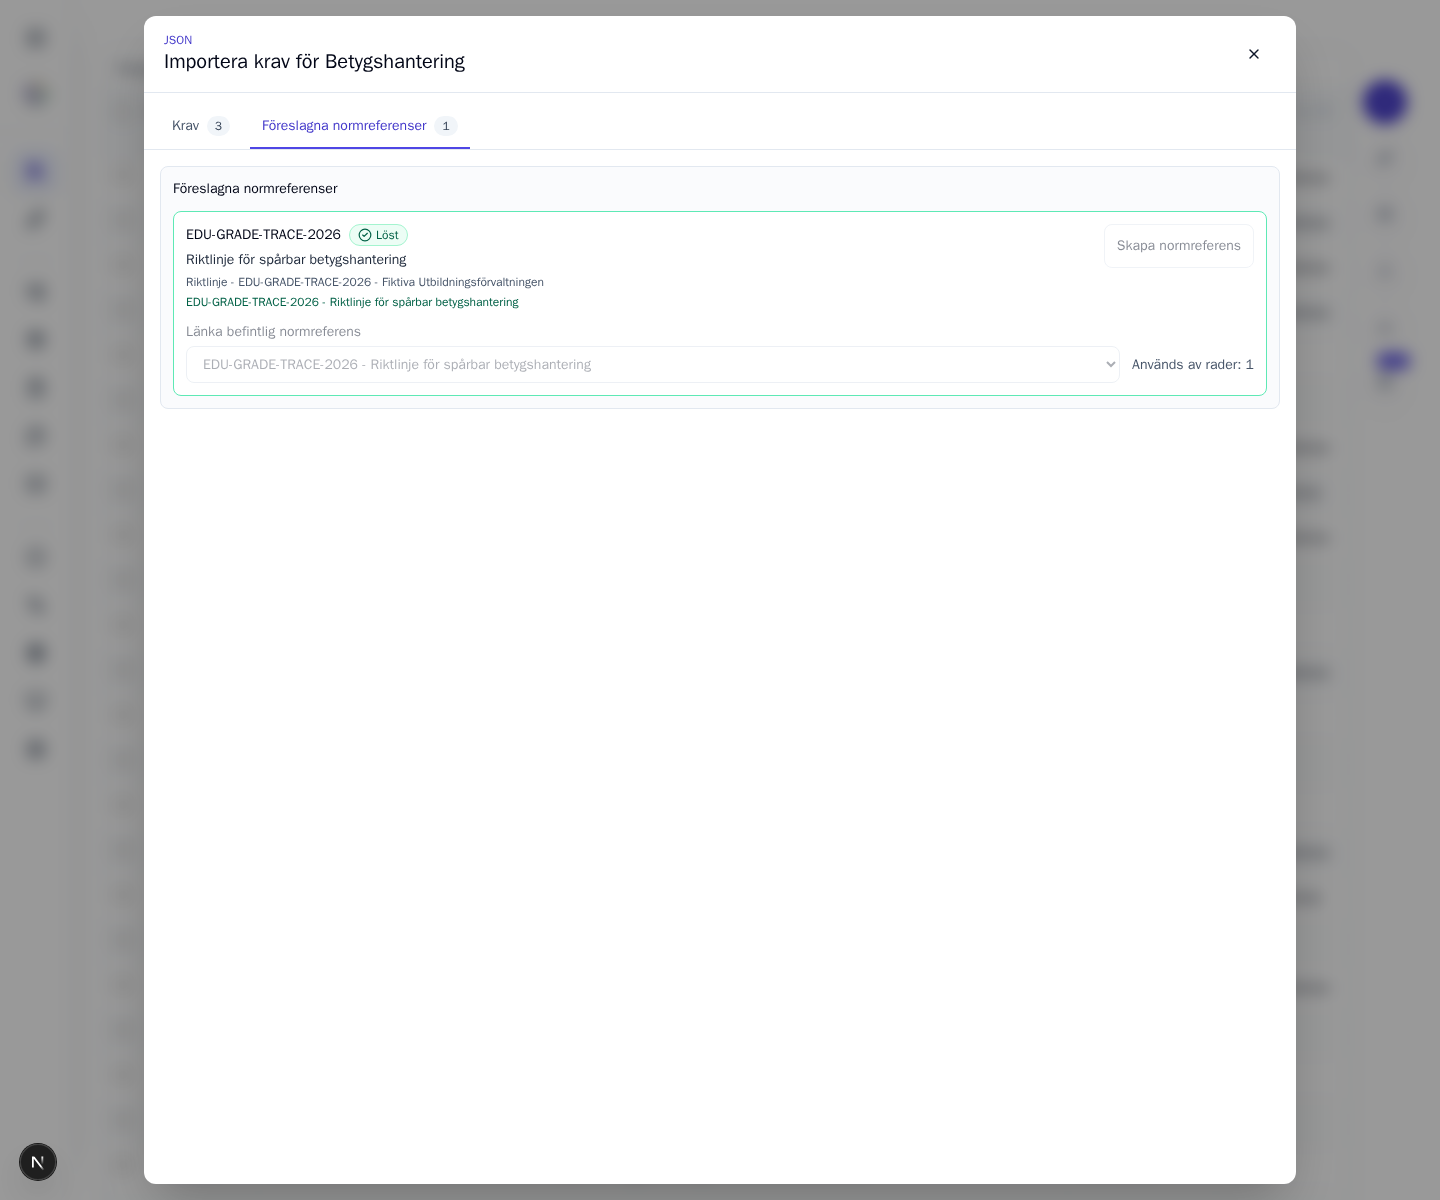 JSON
Importera krav för Betygshantering
Krav 3 Föreslagna normreferenser 1
Föreslagna normreferenser
EDU-GRADE-TRACE-2026 Löst Skapa normreferens
Riktlinje för spårbar betygshantering
Riktlinje - EDU-GRADE-TRACE-2026 - Fiktiva Utbildningsförvaltningen
EDU-GRADE-TRACE-2026 - Riktlinje för spårbar betygshantering
Länka befintlig normreferens
EDU-GRADE-TRACE-2026 - Riktlinje för spårbar betygshantering Används av rader: 1
N